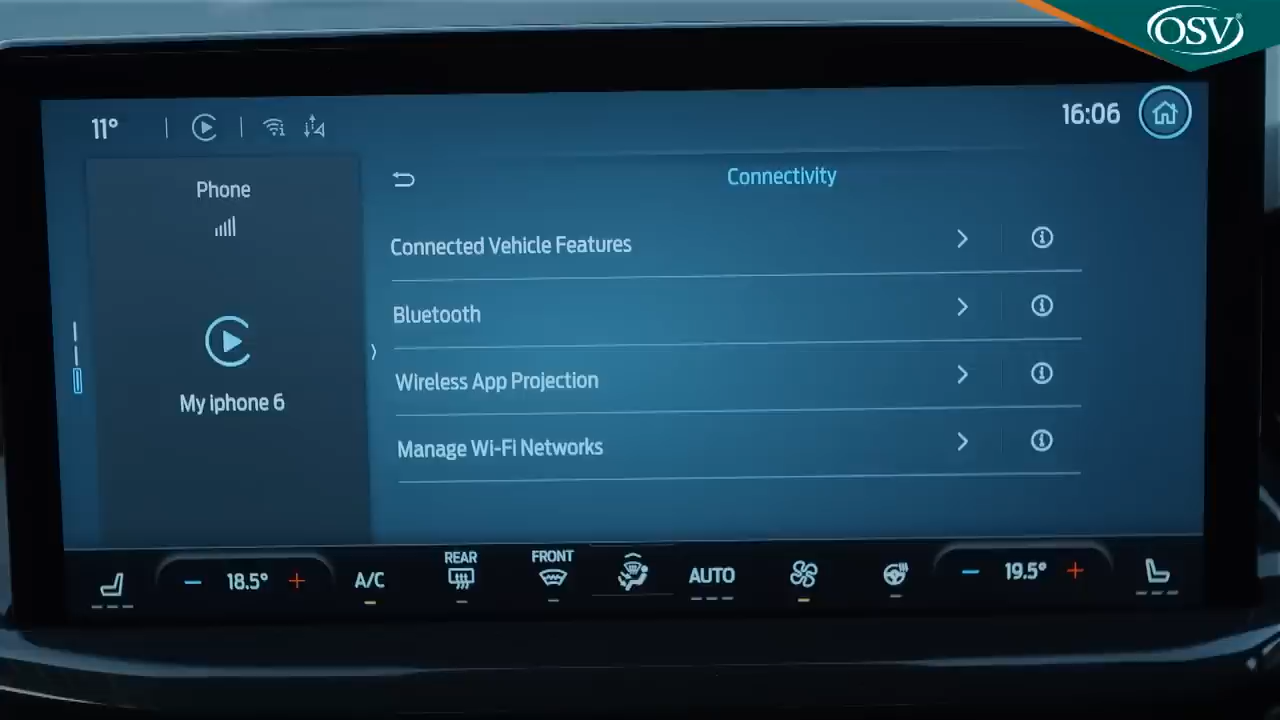 OSV
11°
16:06
Phone
Connectivity
Connected Vehicle Features
Bluetooth
My iphone 6
Wireless App Projection
Manage Wi-Fi Networks
18.5°
A/C
REAR
FRONT
AUTO
19.5°